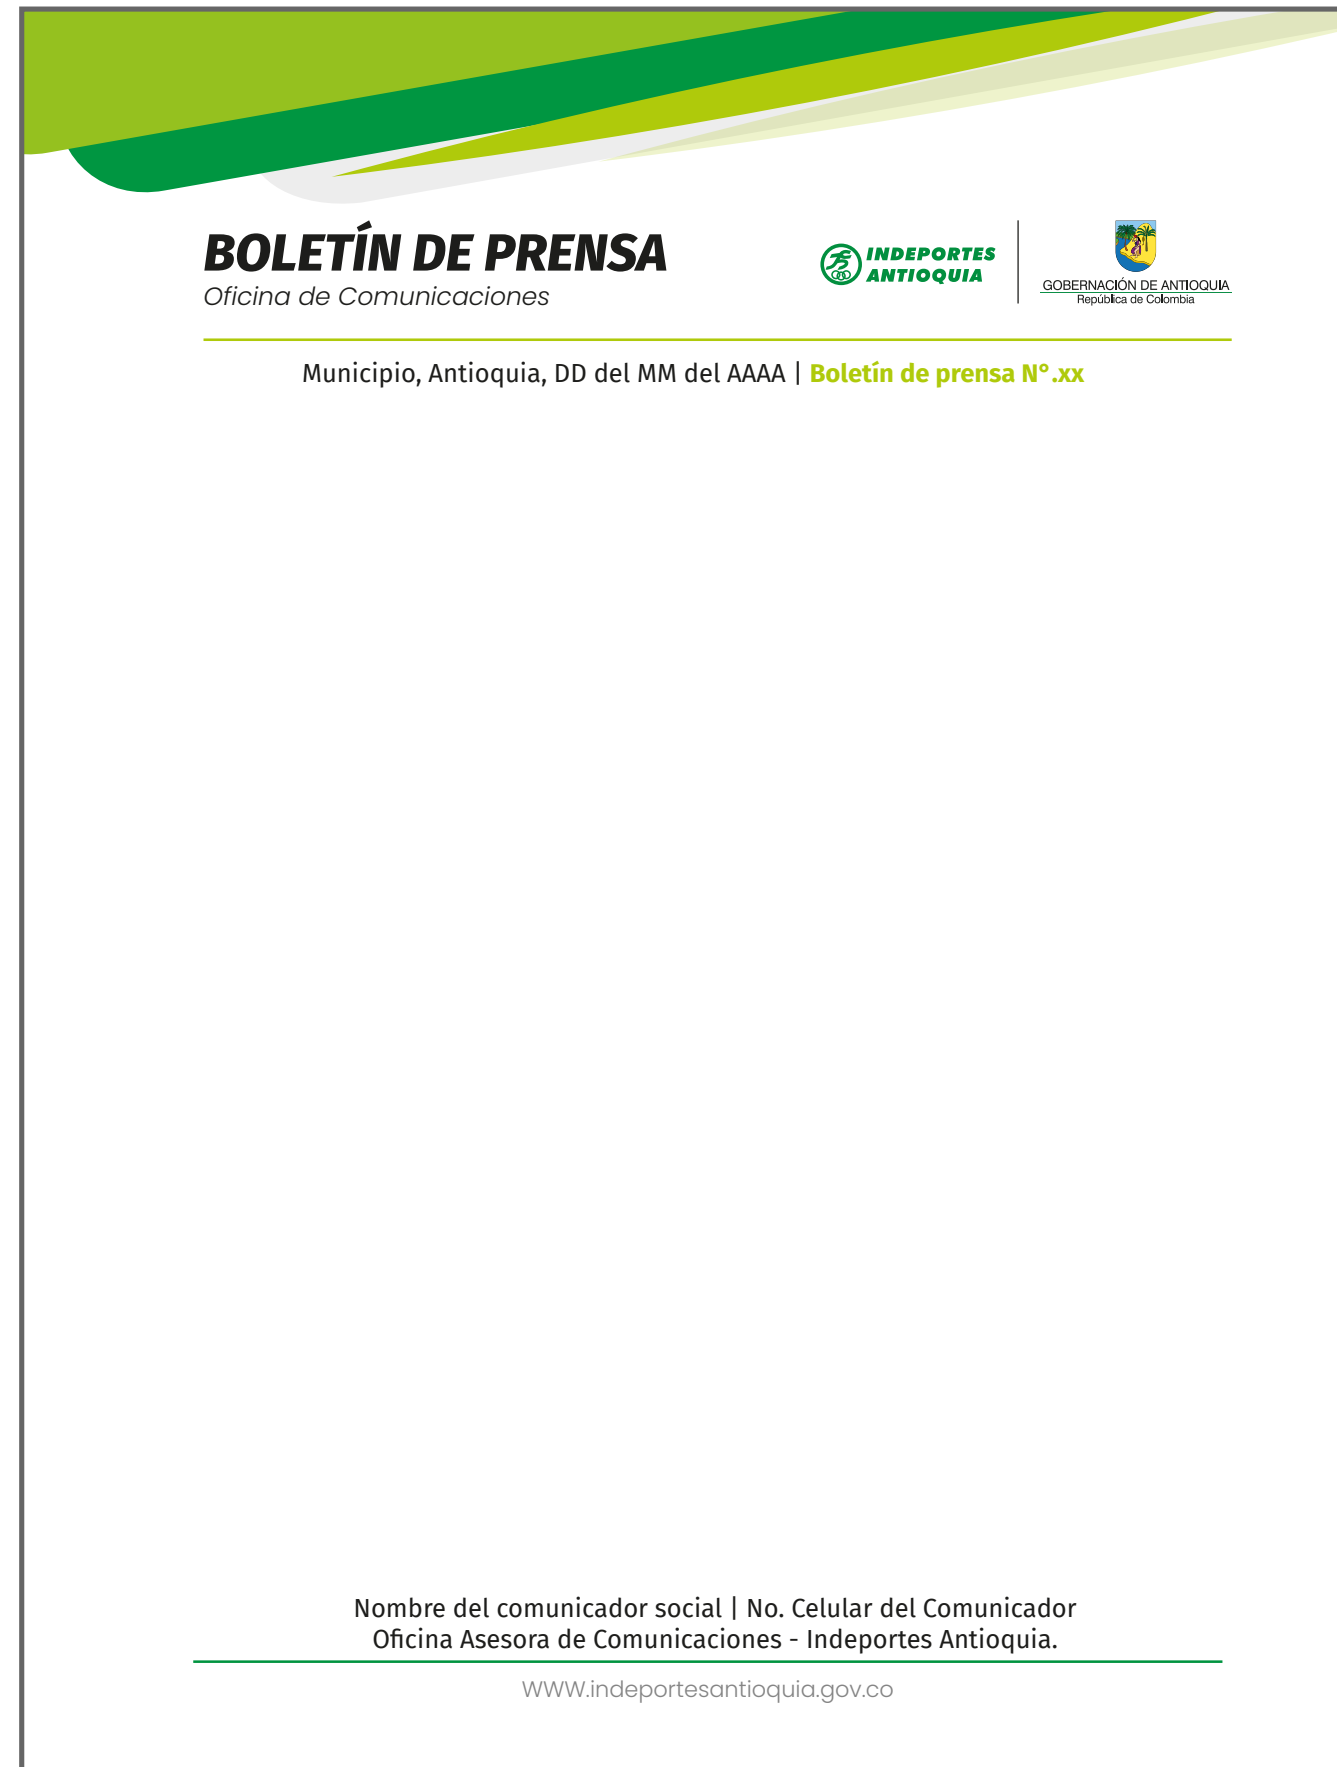 BOLETÍN DE PRENSA
Oficina de Comunicaciones
INDEPORTES
ANTIOQUIA
GOBERNACIÓN DE ANTIOQUIA
República de Colombia
Municipio, Antioquia, DD del MM del AAAA | Boletín de prensa N°.xx
Nombre del comunicador social | No. Celular del Comunicador
Oficina Asesora de Comunicaciones - Indeportes Antioquia.
WWW.indeportesantioquia.gov.co